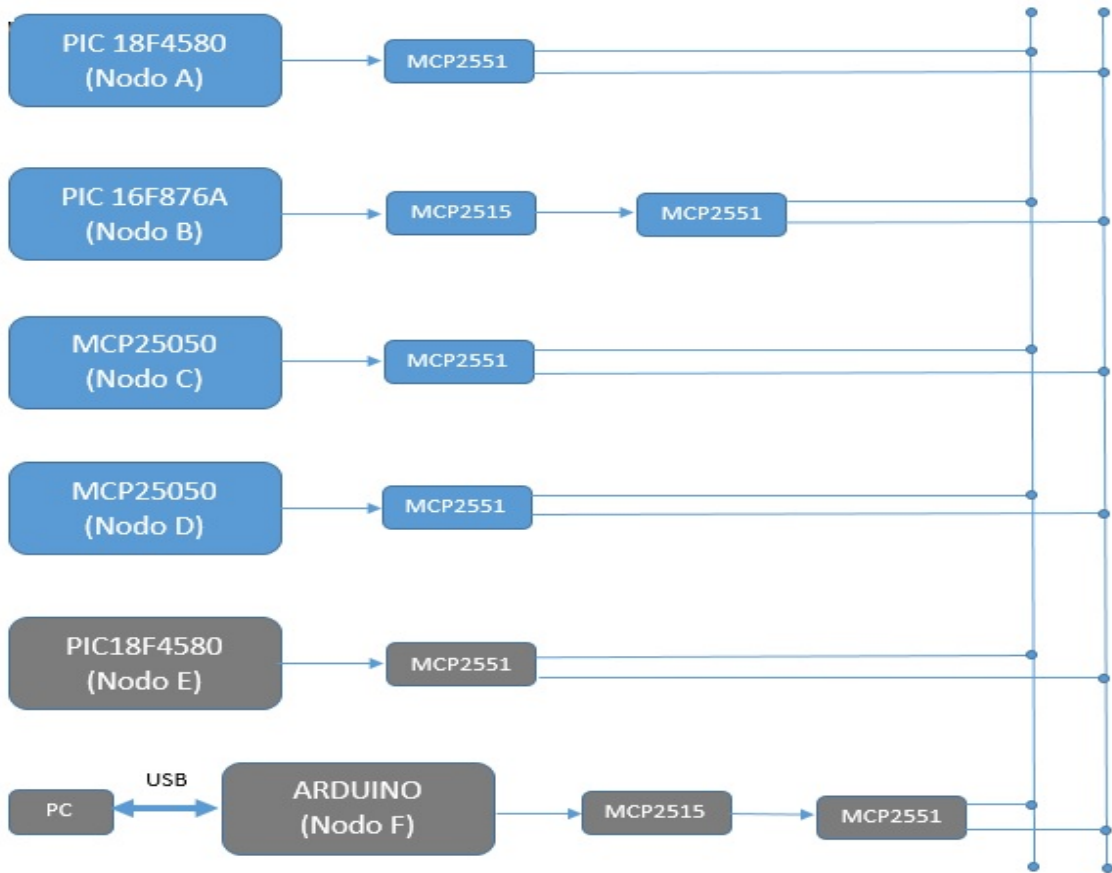 PIC 18F4580
(Nodo A)
MCP2551
PIC 16F876A
(Nodo B)
MCP2515
MCP2551
MCP25050
(Nodo C)
MCP2551
MCP25050
(Nodo D)
MCP2551
PIC18F4580
(Nodo E)
MCP2551
PC
USB
ARDUINO
(Nodo F)
MCP2515
MCP2551